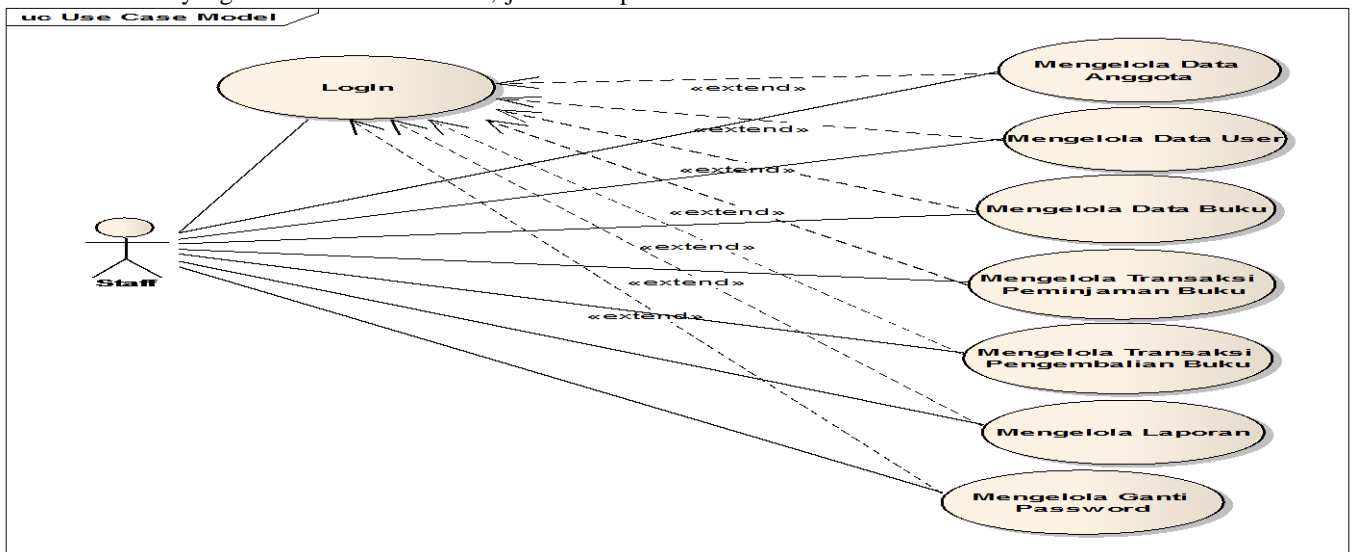 uc Use Case Model
LogIn
Mengelola Data
Anggota
«extend»
Mengelola Data User
«extend»
«extend»
Mengelola Data Buku
«extend»
«extend»
Mengelola Transaksi
Peminjaman Buku
«extend»
Staff
«extend»
Mengelola Transaksi
Pengembalian Buku
Mengelola Laporan
Mengelola Ganti
Password